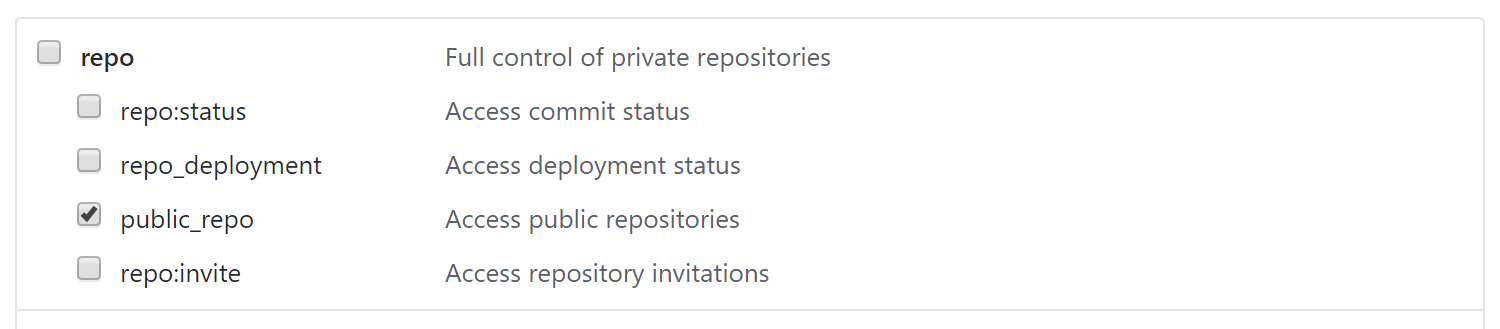 repo Full control of private repositories
repo:status Access commit status
repo_deployment Access deployment status
public_repo Access public repositories
repo:invite Access repository invitations